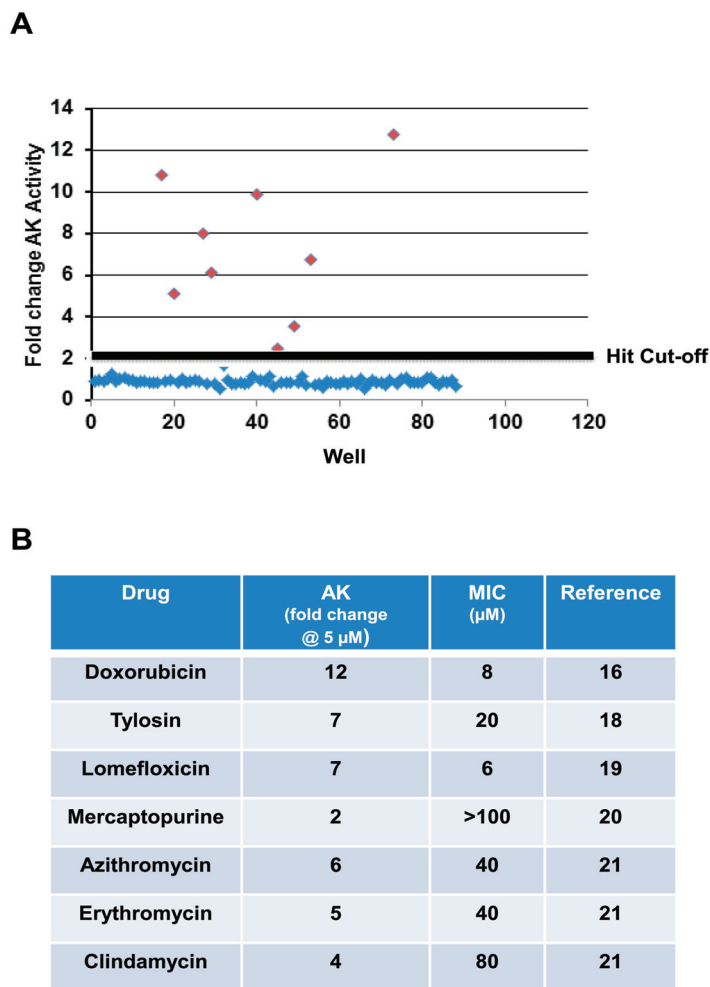 A
14
12
10
8
6
4
2
0
Fold change AK Activity
Hit Cut-off
0 20 40 60 80 100 120
Well
B
Drug AK (fold change @ 5 µM) MIC (µM) Reference
Doxorubicin 12 8 16
Tylosin 7 20 18
Lomefloxicin 7 6 19
Mercaptopurine 2 >100 20
Azithromycin 6 40 21
Erythromycin 5 40 21
Clindamycin 4 80 21